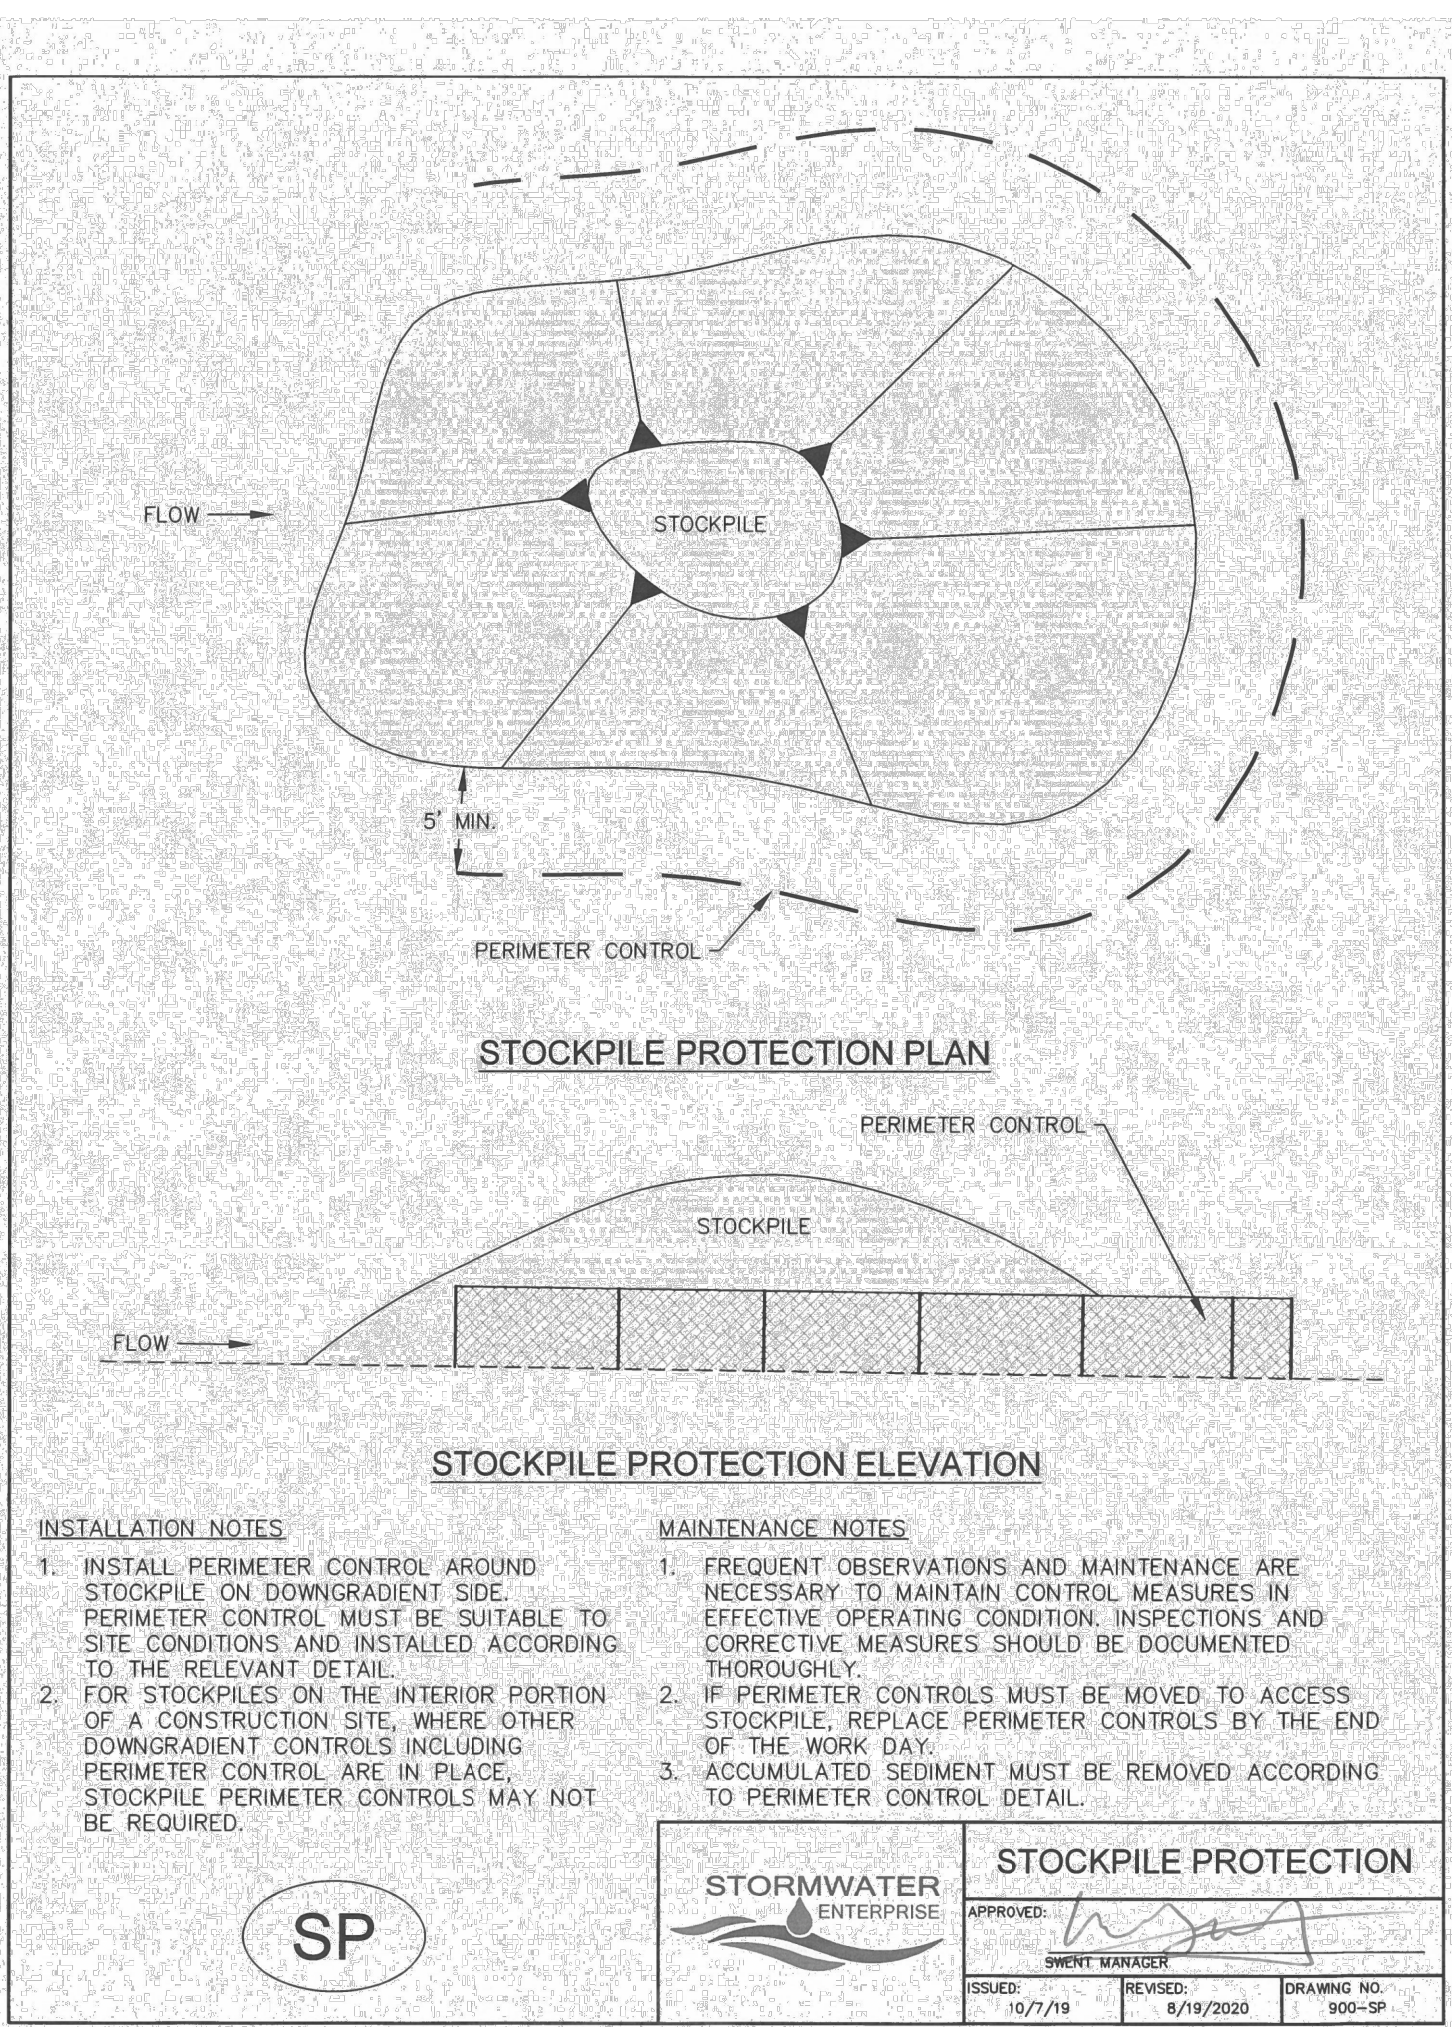 FLOW
STOCKPILE
5' MIN.
PERIMETER CONTROL
STOCKPILE PROTECTION PLAN
PERIMETER CONTROL
STOCKPILE
FLOW
STOCKPILE PROTECTION ELEVATION
INSTALLATION NOTES
1. INSTALL PERIMETER CONTROL AROUND
STOCKPILE ON DOWNGRADIENT SIDE.
PERIMETER CONTROL MUST BE SUITABLE TO
SITE CONDITIONS AND INSTALLED ACCORDING
TO THE RELEVANT DETAIL.
2. FOR STOCKPILES ON THE INTERIOR PORTION
OF A CONSTRUCTION SITE, WHERE OTHER
DOWNGRADIENT CONTROLS INCLUDING
PERIMETER CONTROL ARE IN PLACE,
STOCKPILE PERIMETER CONTROLS MAY NOT
BE REQUIRED.
MAINTENANCE NOTES
1. FREQUENT OBSERVATIONS AND MAINTENANCE ARE
NECESSARY TO MAINTAIN CONTROL MEASURES IN
EFFECTIVE OPERATING CONDITION. INSPECTIONS AND
CORRECTIVE MEASURES SHOULD BE DOCUMENTED
THOROUGHLY.
2. IF PERIMETER CONTROLS MUST BE MOVED TO ACCESS
STOCKPILE, REPLACE PERIMETER CONTROLS BY THE END
OF THE WORK DAY.
3. ACCUMULATED SEDIMENT MUST BE REMOVED ACCORDING
TO PERIMETER CONTROL DETAIL.
SP
STORMWATER
ENTERPRISE
STOCKPILE PROTECTION
APPROVED:
SWENT MANAGER
ISSUED:
10/7/19
REVISED:
8/19/2020
DRAWING NO.
900-SP